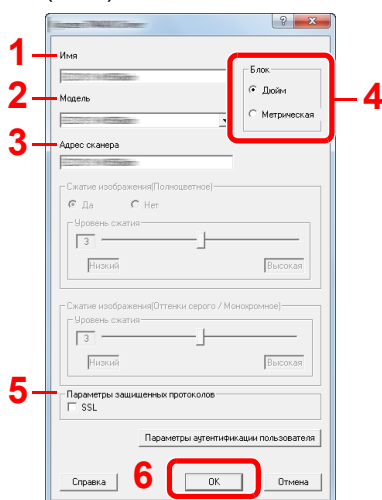 1
Имя
Блок
Дюйм
4
2
Модель
Метрическая
3
Адрес сканера
Сжатие изображения(Полноцветное)
Да Нет
Уровень сжатия
3
Низкий Высокая
Сжатие изображения(Оттенки серого / Монохромное)
Уровень сжатия
3
Низкий Высокая
5
Параметры защищенных протоколов
SSL
Параметры аутентификации пользователя
6
Справка OK Отмена